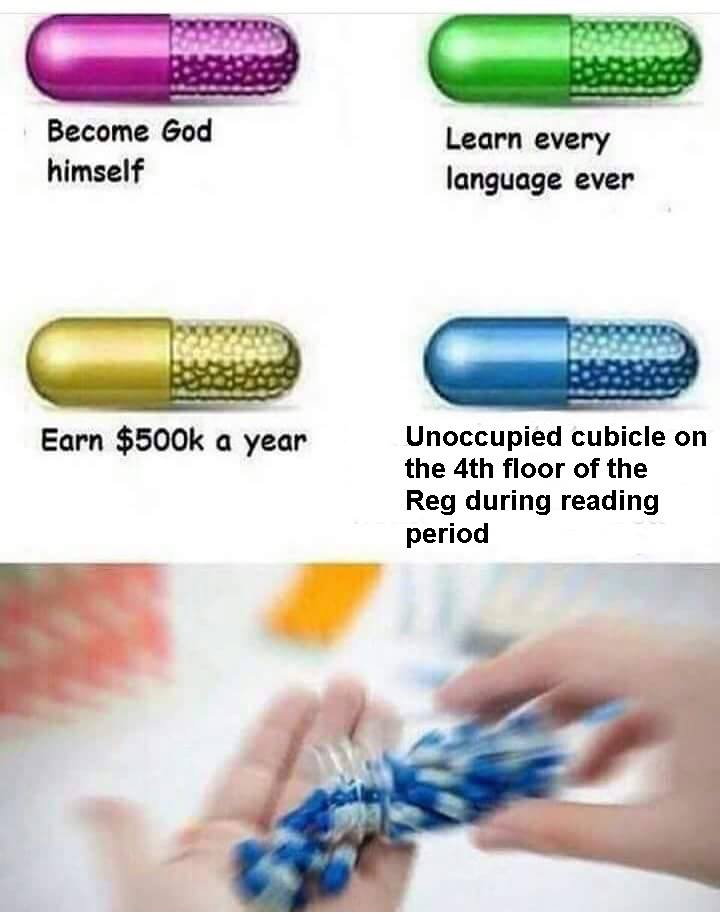 Become God
himself
Learn every
language ever
Earn $500k a year
Unoccupied cubicle on
the 4th floor of the
Reg during reading
period